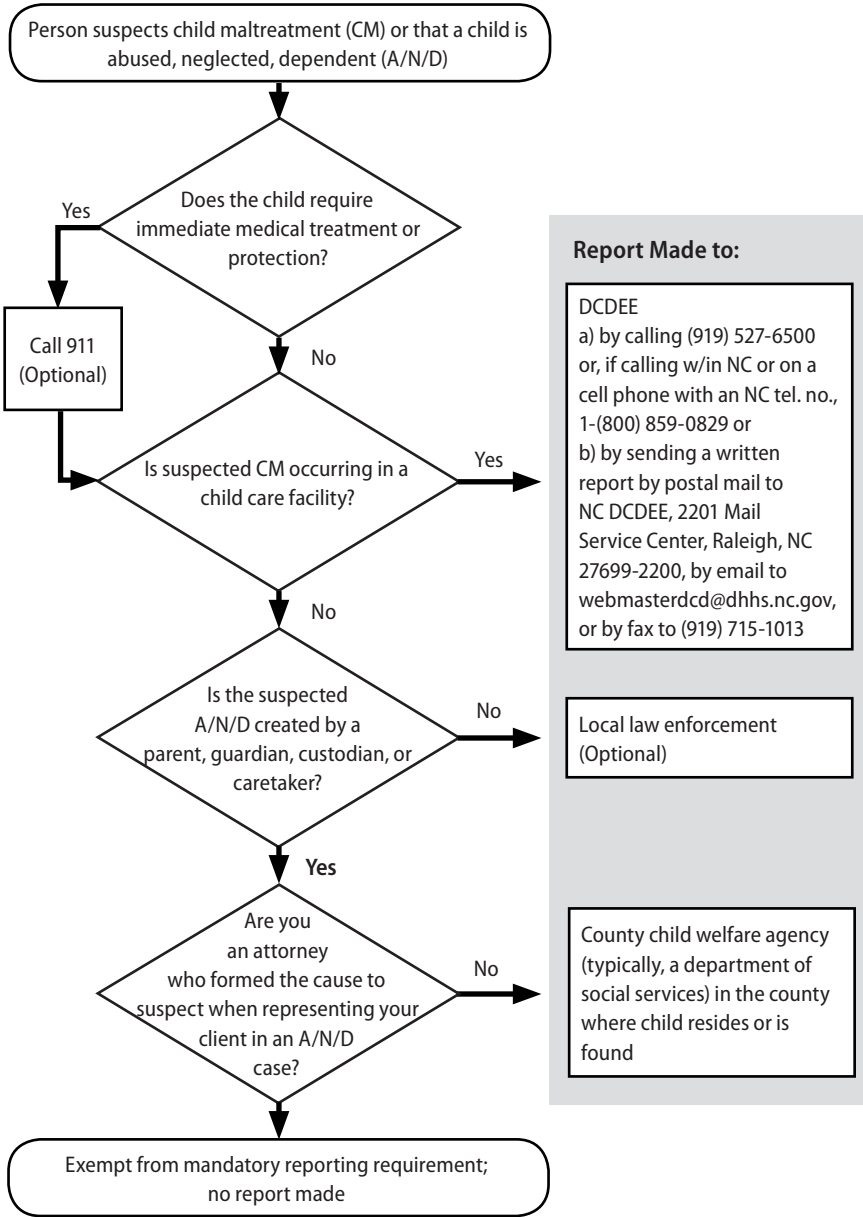 Person suspects child maltreatment (CM) or that a child is
abused, neglected, dependent (A/N/D)
Does the child require
immediate medical treatment or
protection?
Yes
Call 911
(Optional)
No
Is suspected CM occurring in a
child care facility?
Yes
No
Is the suspected
A/N/D created by a
parent, guardian, custodian, or
caretaker?
No
Yes
Are you
an attorney
who formed the cause to
suspect when representing your
client in an A/N/D
case?
No
Exempt from mandatory reporting requirement;
no report made
Report Made to:
DCDEE
a) by calling (919) 527-6500
or, if calling w/in NC or on a
cell phone with an NC tel. no.,
1-(800) 859-0829 or
b) by sending a written
report by postal mail to
NC DCDEE, 2201 Mail
Service Center, Raleigh, NC
27699-2200, by email to
webmasterdcd@dhhs.nc.gov,
or by fax to (919) 715-1013
Local law enforcement
(Optional)
County child welfare agency
(typically, a department of
social services) in the county
where child resides or is
found